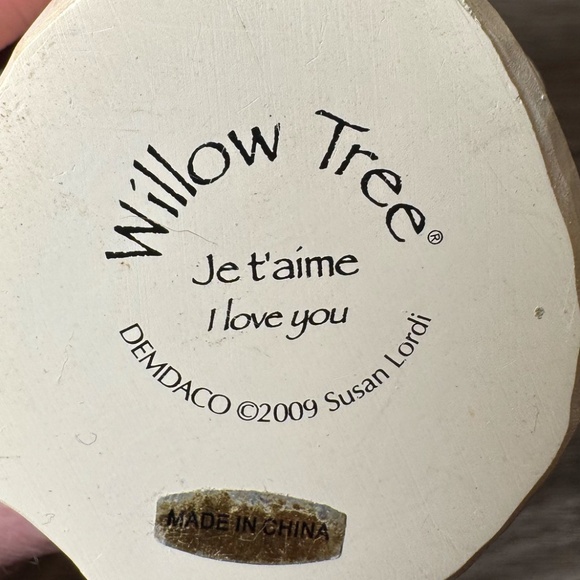 Willow Tree®
Je t'aime
I love you
DEMDACO ©2009 Susan Lordi
MADE IN CHINA